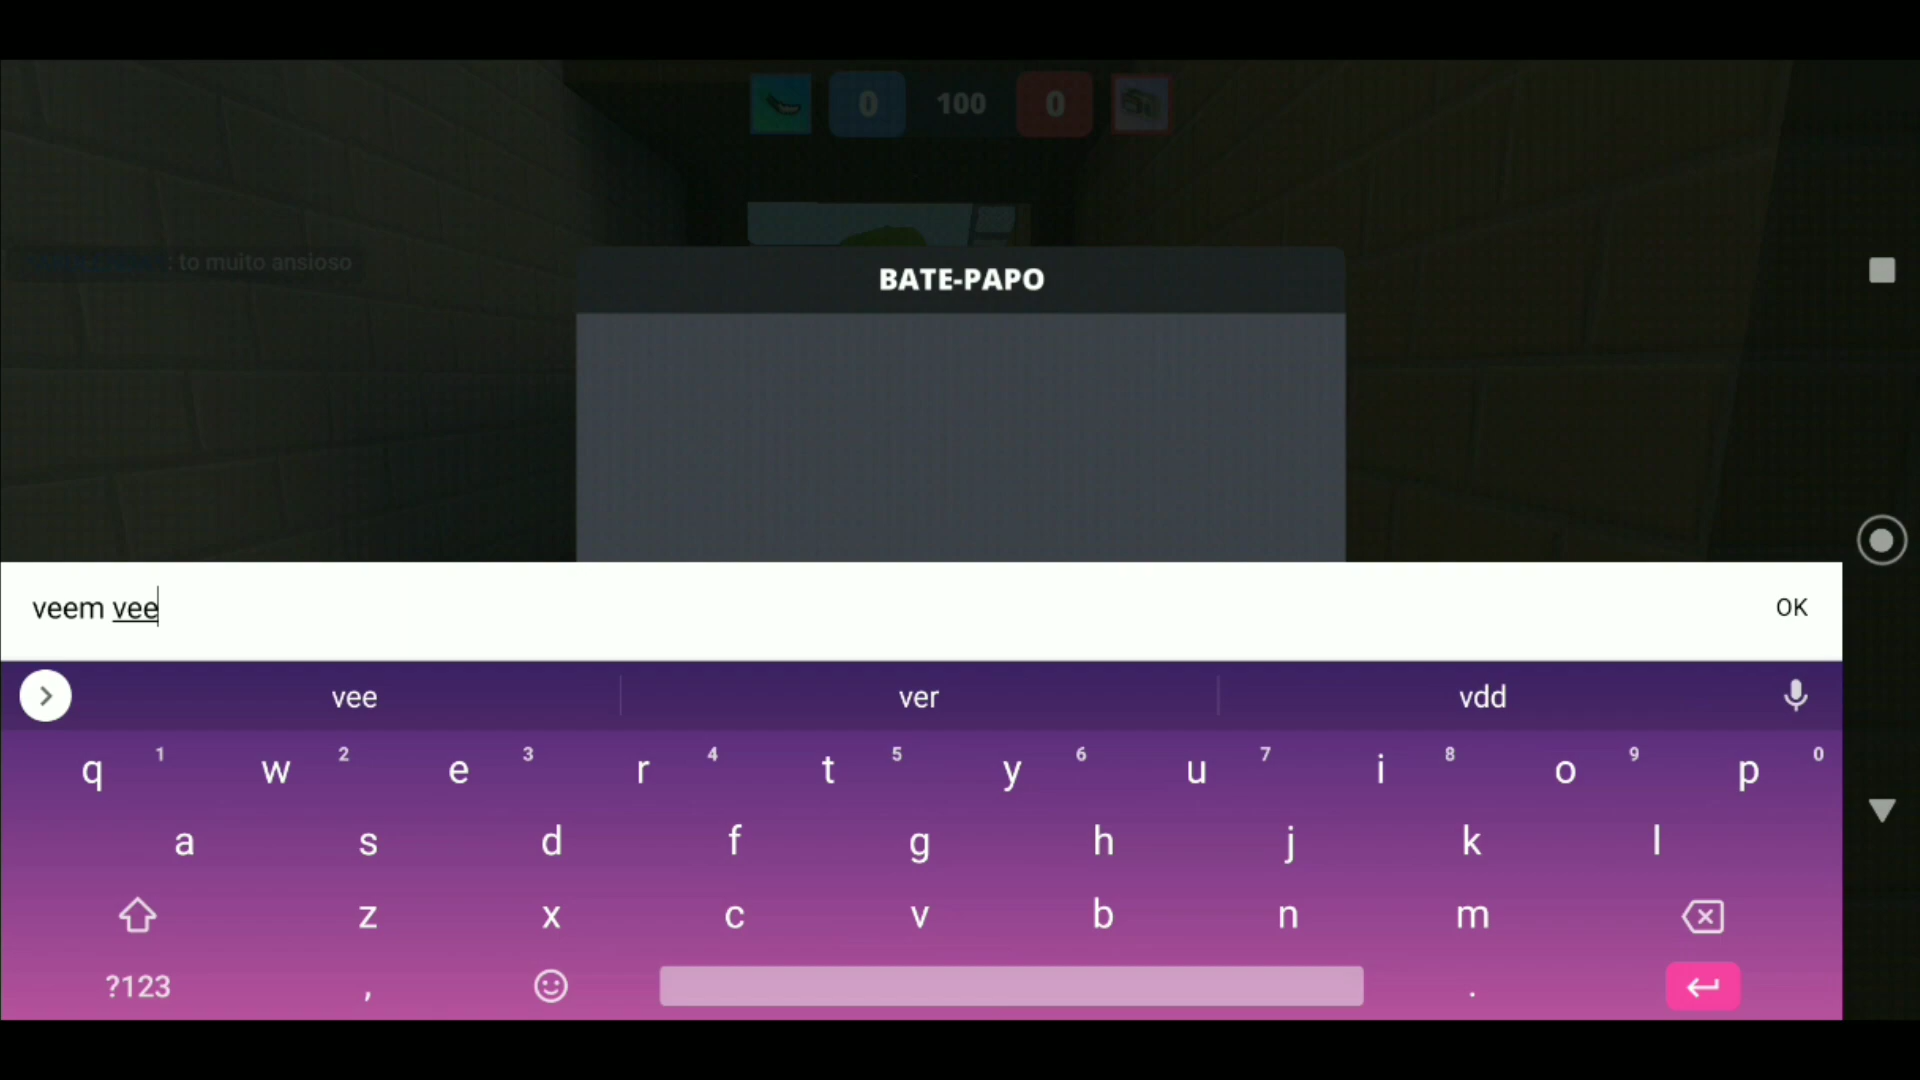 0 100 0
: to muito ansioso
BATE-PAPO
veem vee
OK
vee ver vdd
q 1 w 2 e 3 r 4 t 5 y 6 u 7 i 8 o 9 p 0
a s d f g h j k l
z x c v b n m
?123 , .